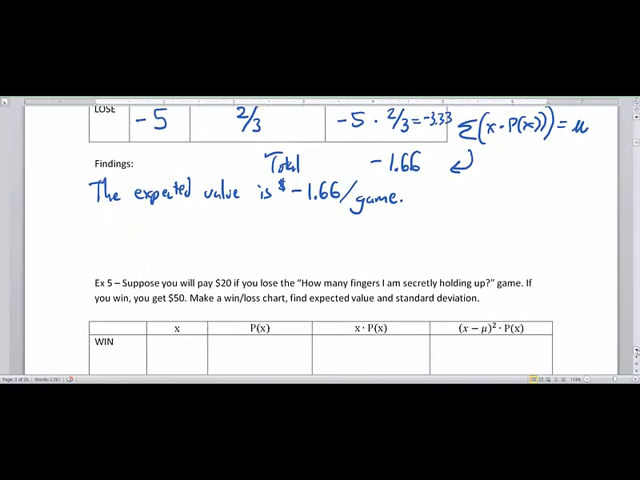 LOSE
-5
2/3
-5 · 2/3 = -3.33
Σ(x · P(x)) = μ
Findings:
Total
-1.66
The expected value is $-1.66/game.
Ex 5 – Suppose you will pay $20 if you lose the “How many fingers I am secretly holding up?” game. If
you win, you get $50. Make a win/loss chart, find expected value and standard deviation.
x
P(x)
x · P(x)
(x − μ)² · P(x)
WIN